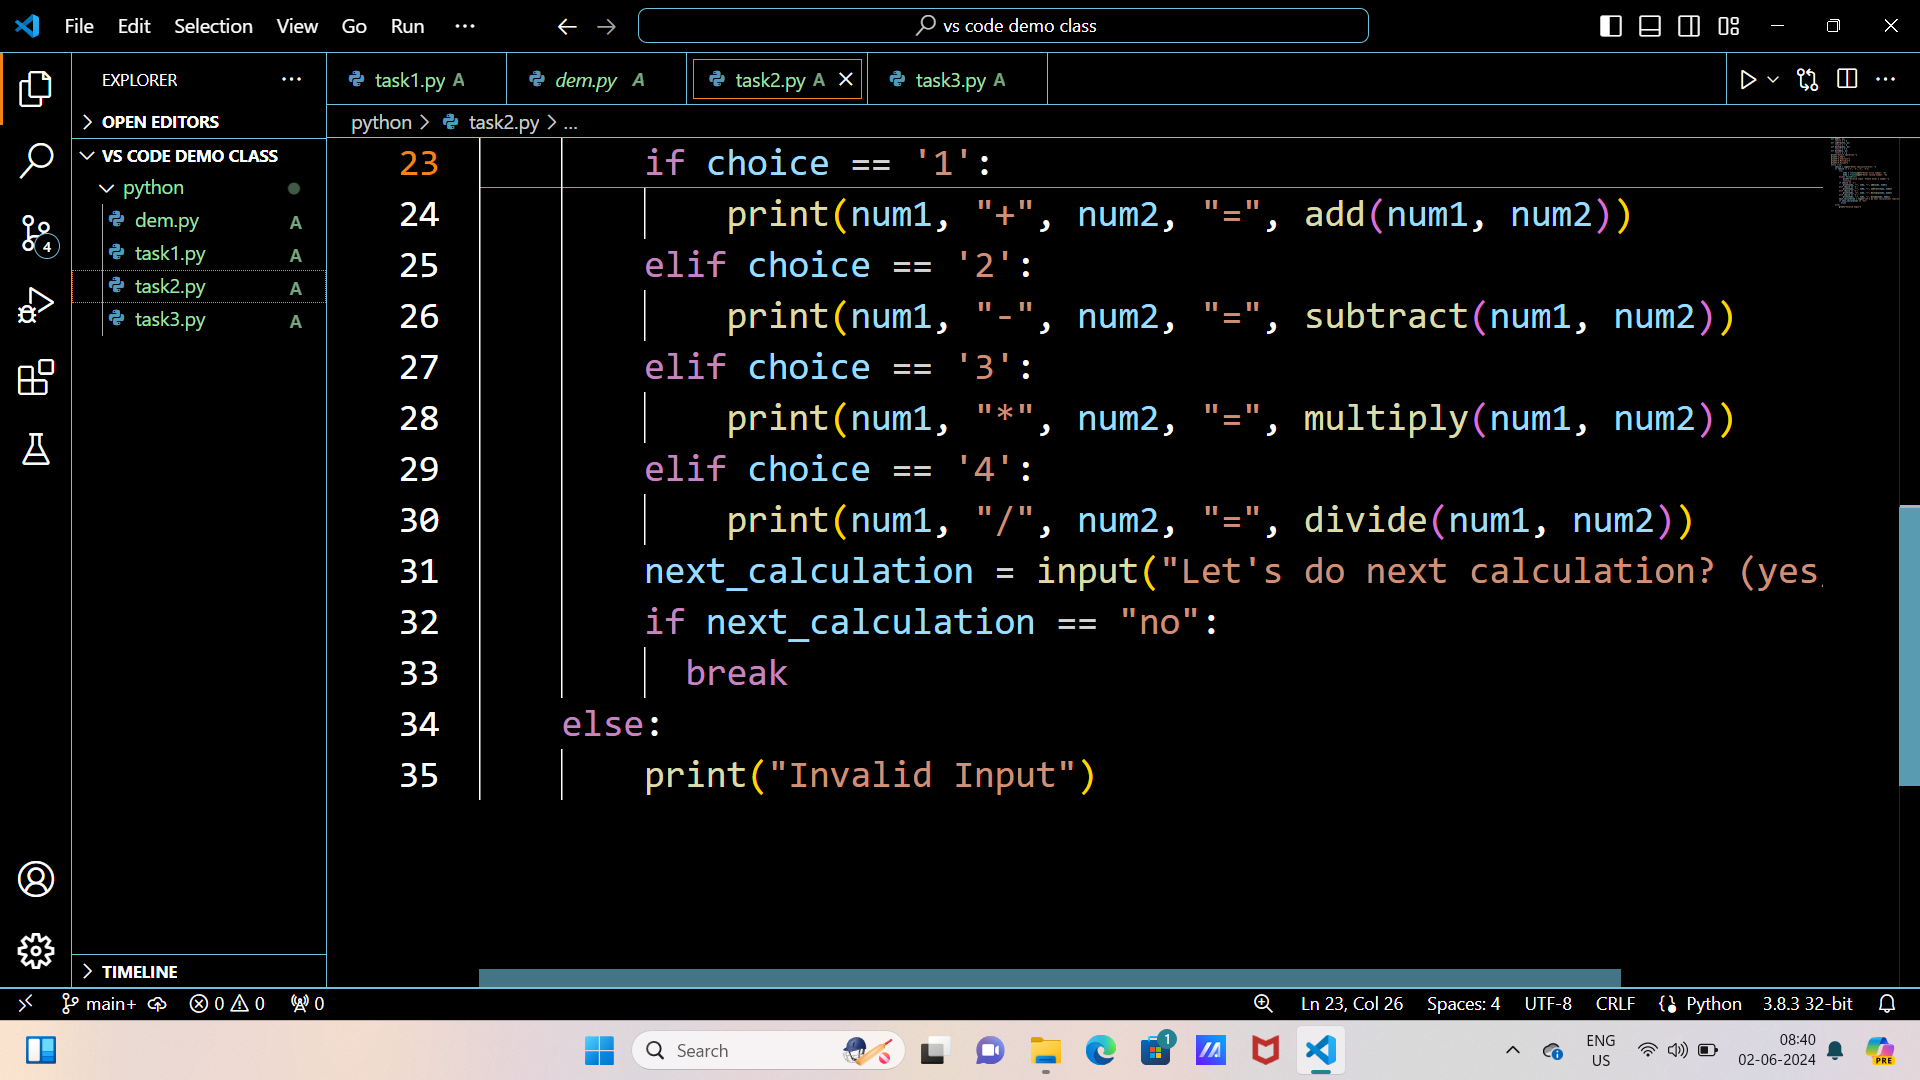 File Edit Selection View Go Run ···
vs code demo class
EXPLORER ···
task1.py A
dem.py A
task2.py A
task3.py A
OPEN EDITORS
python > task2.py > ...
VS CODE DEMO CLASS
python
dem.py A
task1.py A
task2.py A
task3.py A
4
23 if choice == '1':
24 print(num1, "+", num2, "=", add(num1, num2))
25 elif choice == '2':
26 print(num1, "-", num2, "=", subtract(num1, num2))
27 elif choice == '3':
28 print(num1, "*", num2, "=", multiply(num1, num2))
29 elif choice == '4':
30 print(num1, "/", num2, "=", divide(num1, num2))
31 next_calculation = input("Let's do next calculation? (yes
32 if next_calculation == "no":
33 break
34 else:
35 print("Invalid Input")
TIMELINE
main+ 0 0 0
Ln 23, Col 26 Spaces: 4 UTF-8 CRLF Python 3.8.3 32-bit
Search
1
ENG
US
08:40
02-06-2024
PRE